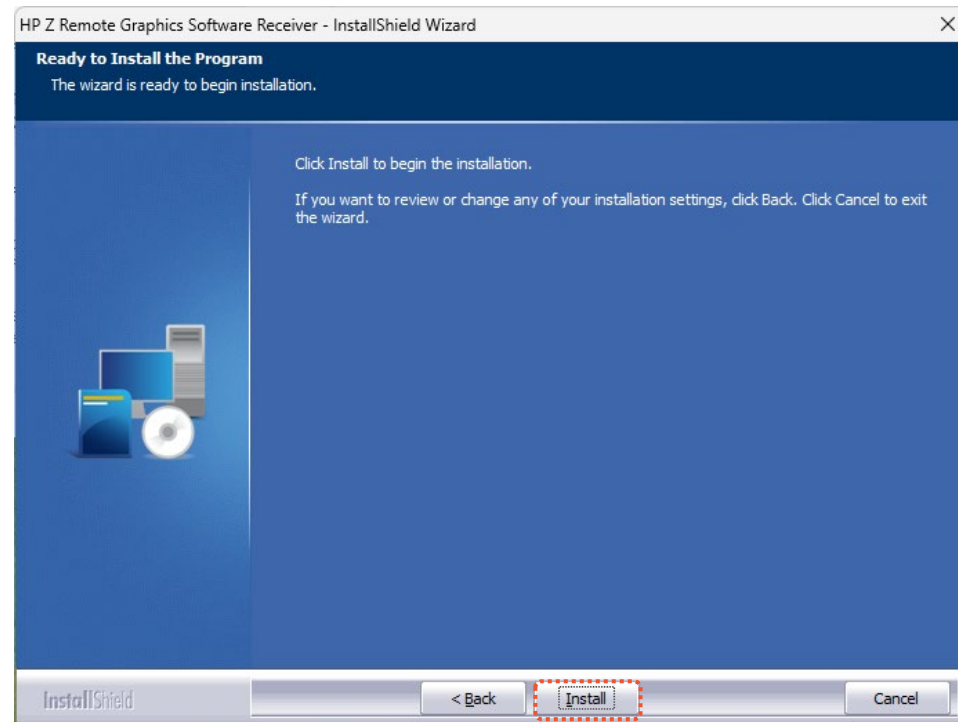 HP Z Remote Graphics Software Receiver - InstallShield Wizard
Ready to Install the Program
The wizard is ready to begin installation.
Click Install to begin the installation.
If you want to review or change any of your installation settings, click Back. Click Cancel to exit
the wizard.
InstallShield
< Back Install Cancel